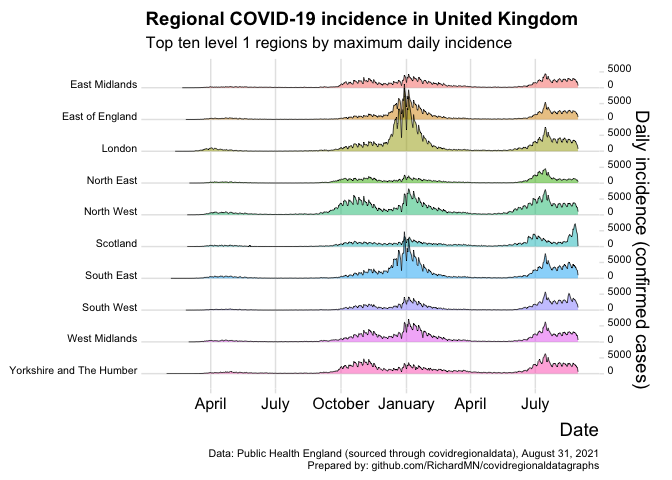 Regional COVID-19 incidence in United Kingdom
Top ten level 1 regions by maximum daily incidence
East Midlands
5000
0
East of England
5000
0
London
5000
0
North East
5000
0
North West
5000
0
Scotland
5000
0
South East
5000
0
South West
5000
0
West Midlands
5000
0
Yorkshire and The Humber
5000
0
Daily incidence (confirmed cases)
April July October January April July
Date
Data: Public Health England (sourced through covidregionaldata), August 31, 2021
Prepared by: github.com/RichardMN/covidregionaldatagraphs